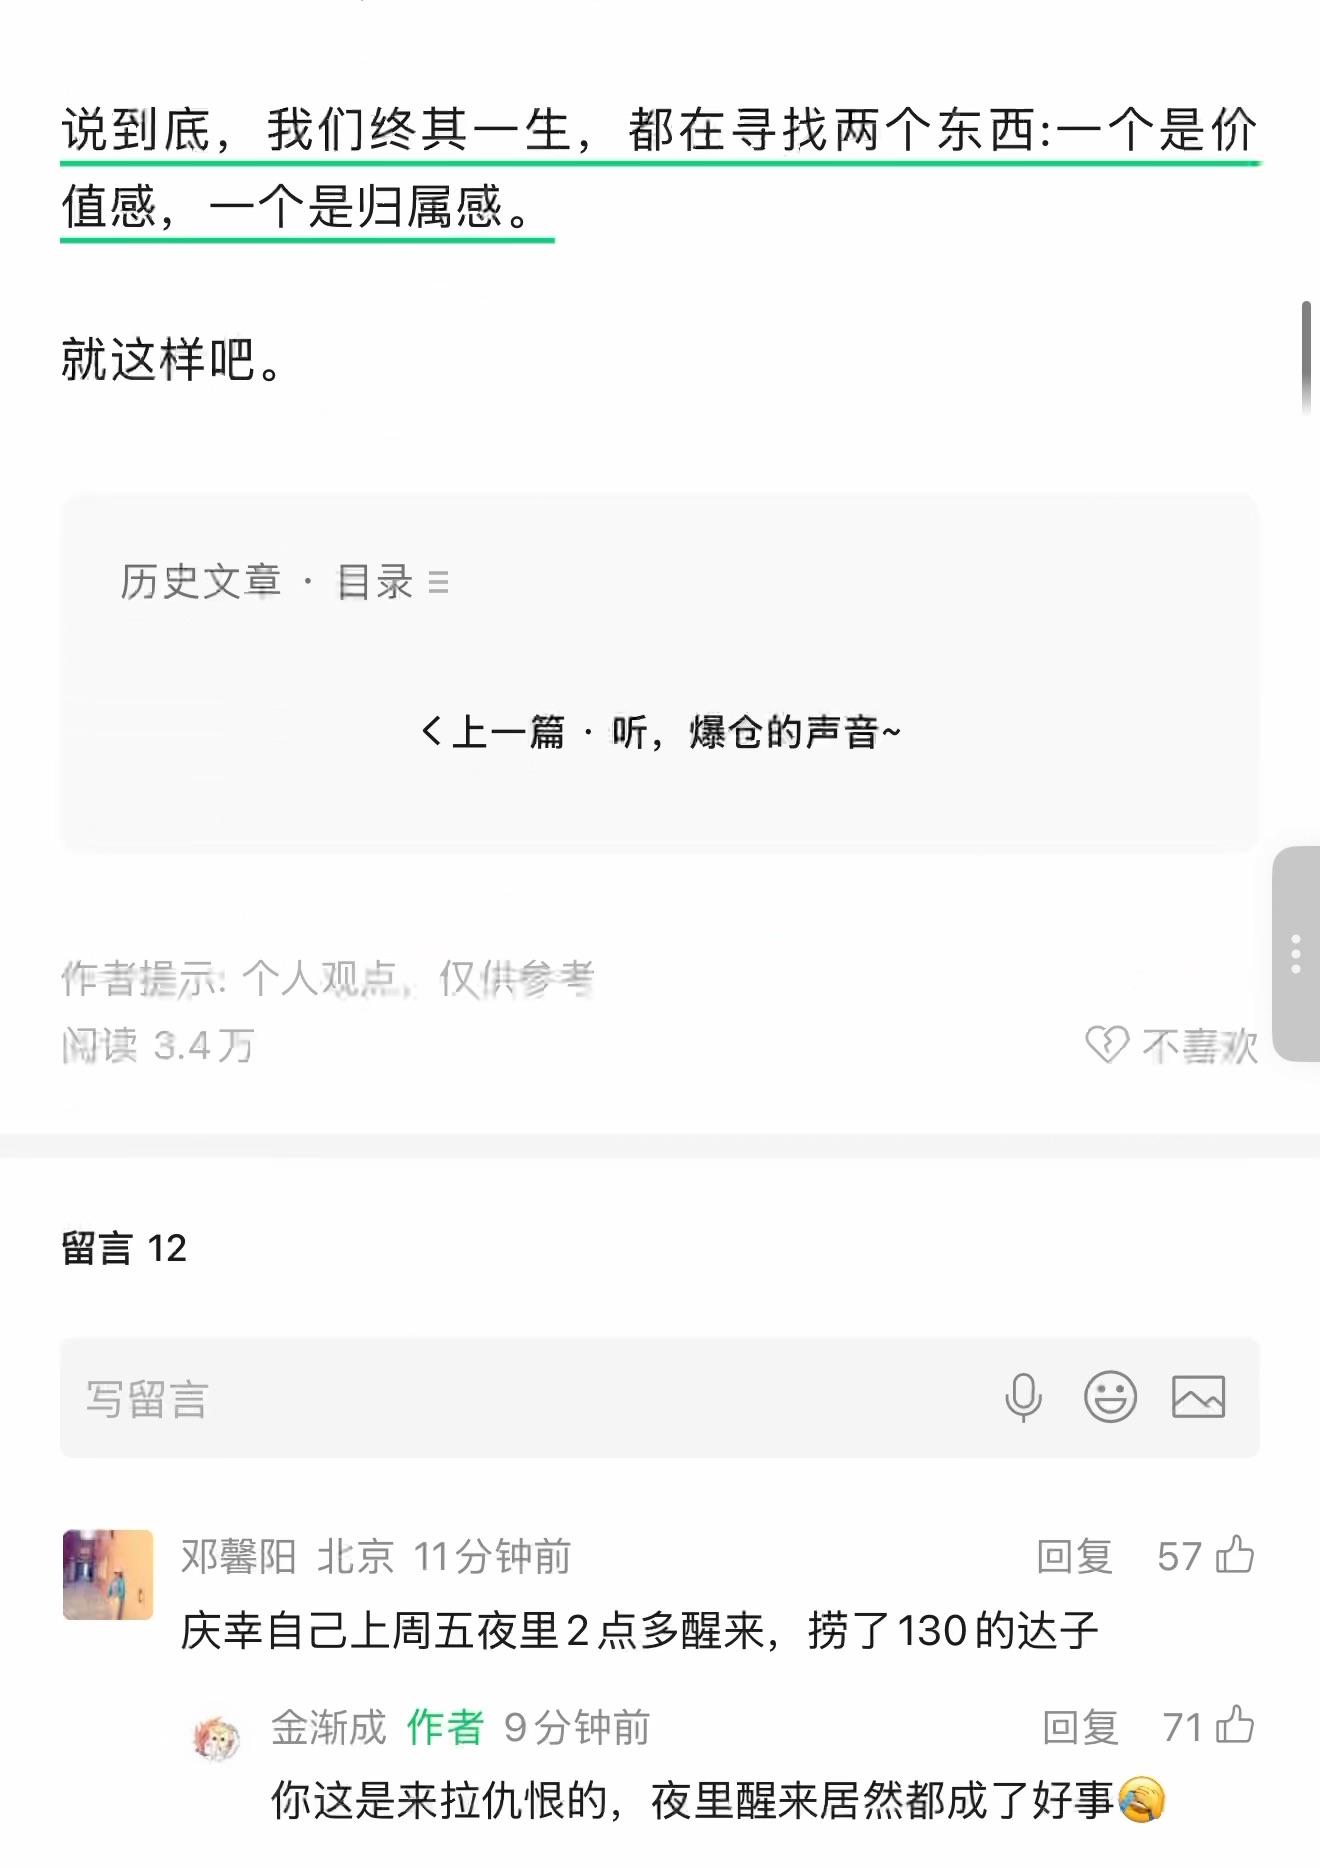 说到底，我们终其一生，都在寻找两个东西:一个是价
值感，一个是归属感。
就这样吧。
历史文章 · 目录
上一篇 · 听，爆仓的声音~
作者提示: 个人观点，仅供参考
阅读 3.4万
不喜欢
留言 12
写留言
邓馨阳 北京 11分钟前 回复 57
庆幸自己上周五夜里2点多醒来，捞了130的达子
金渐成 作者 9分钟前 回复 71
你这是来拉仇恨的，夜里醒来居然都成了好事